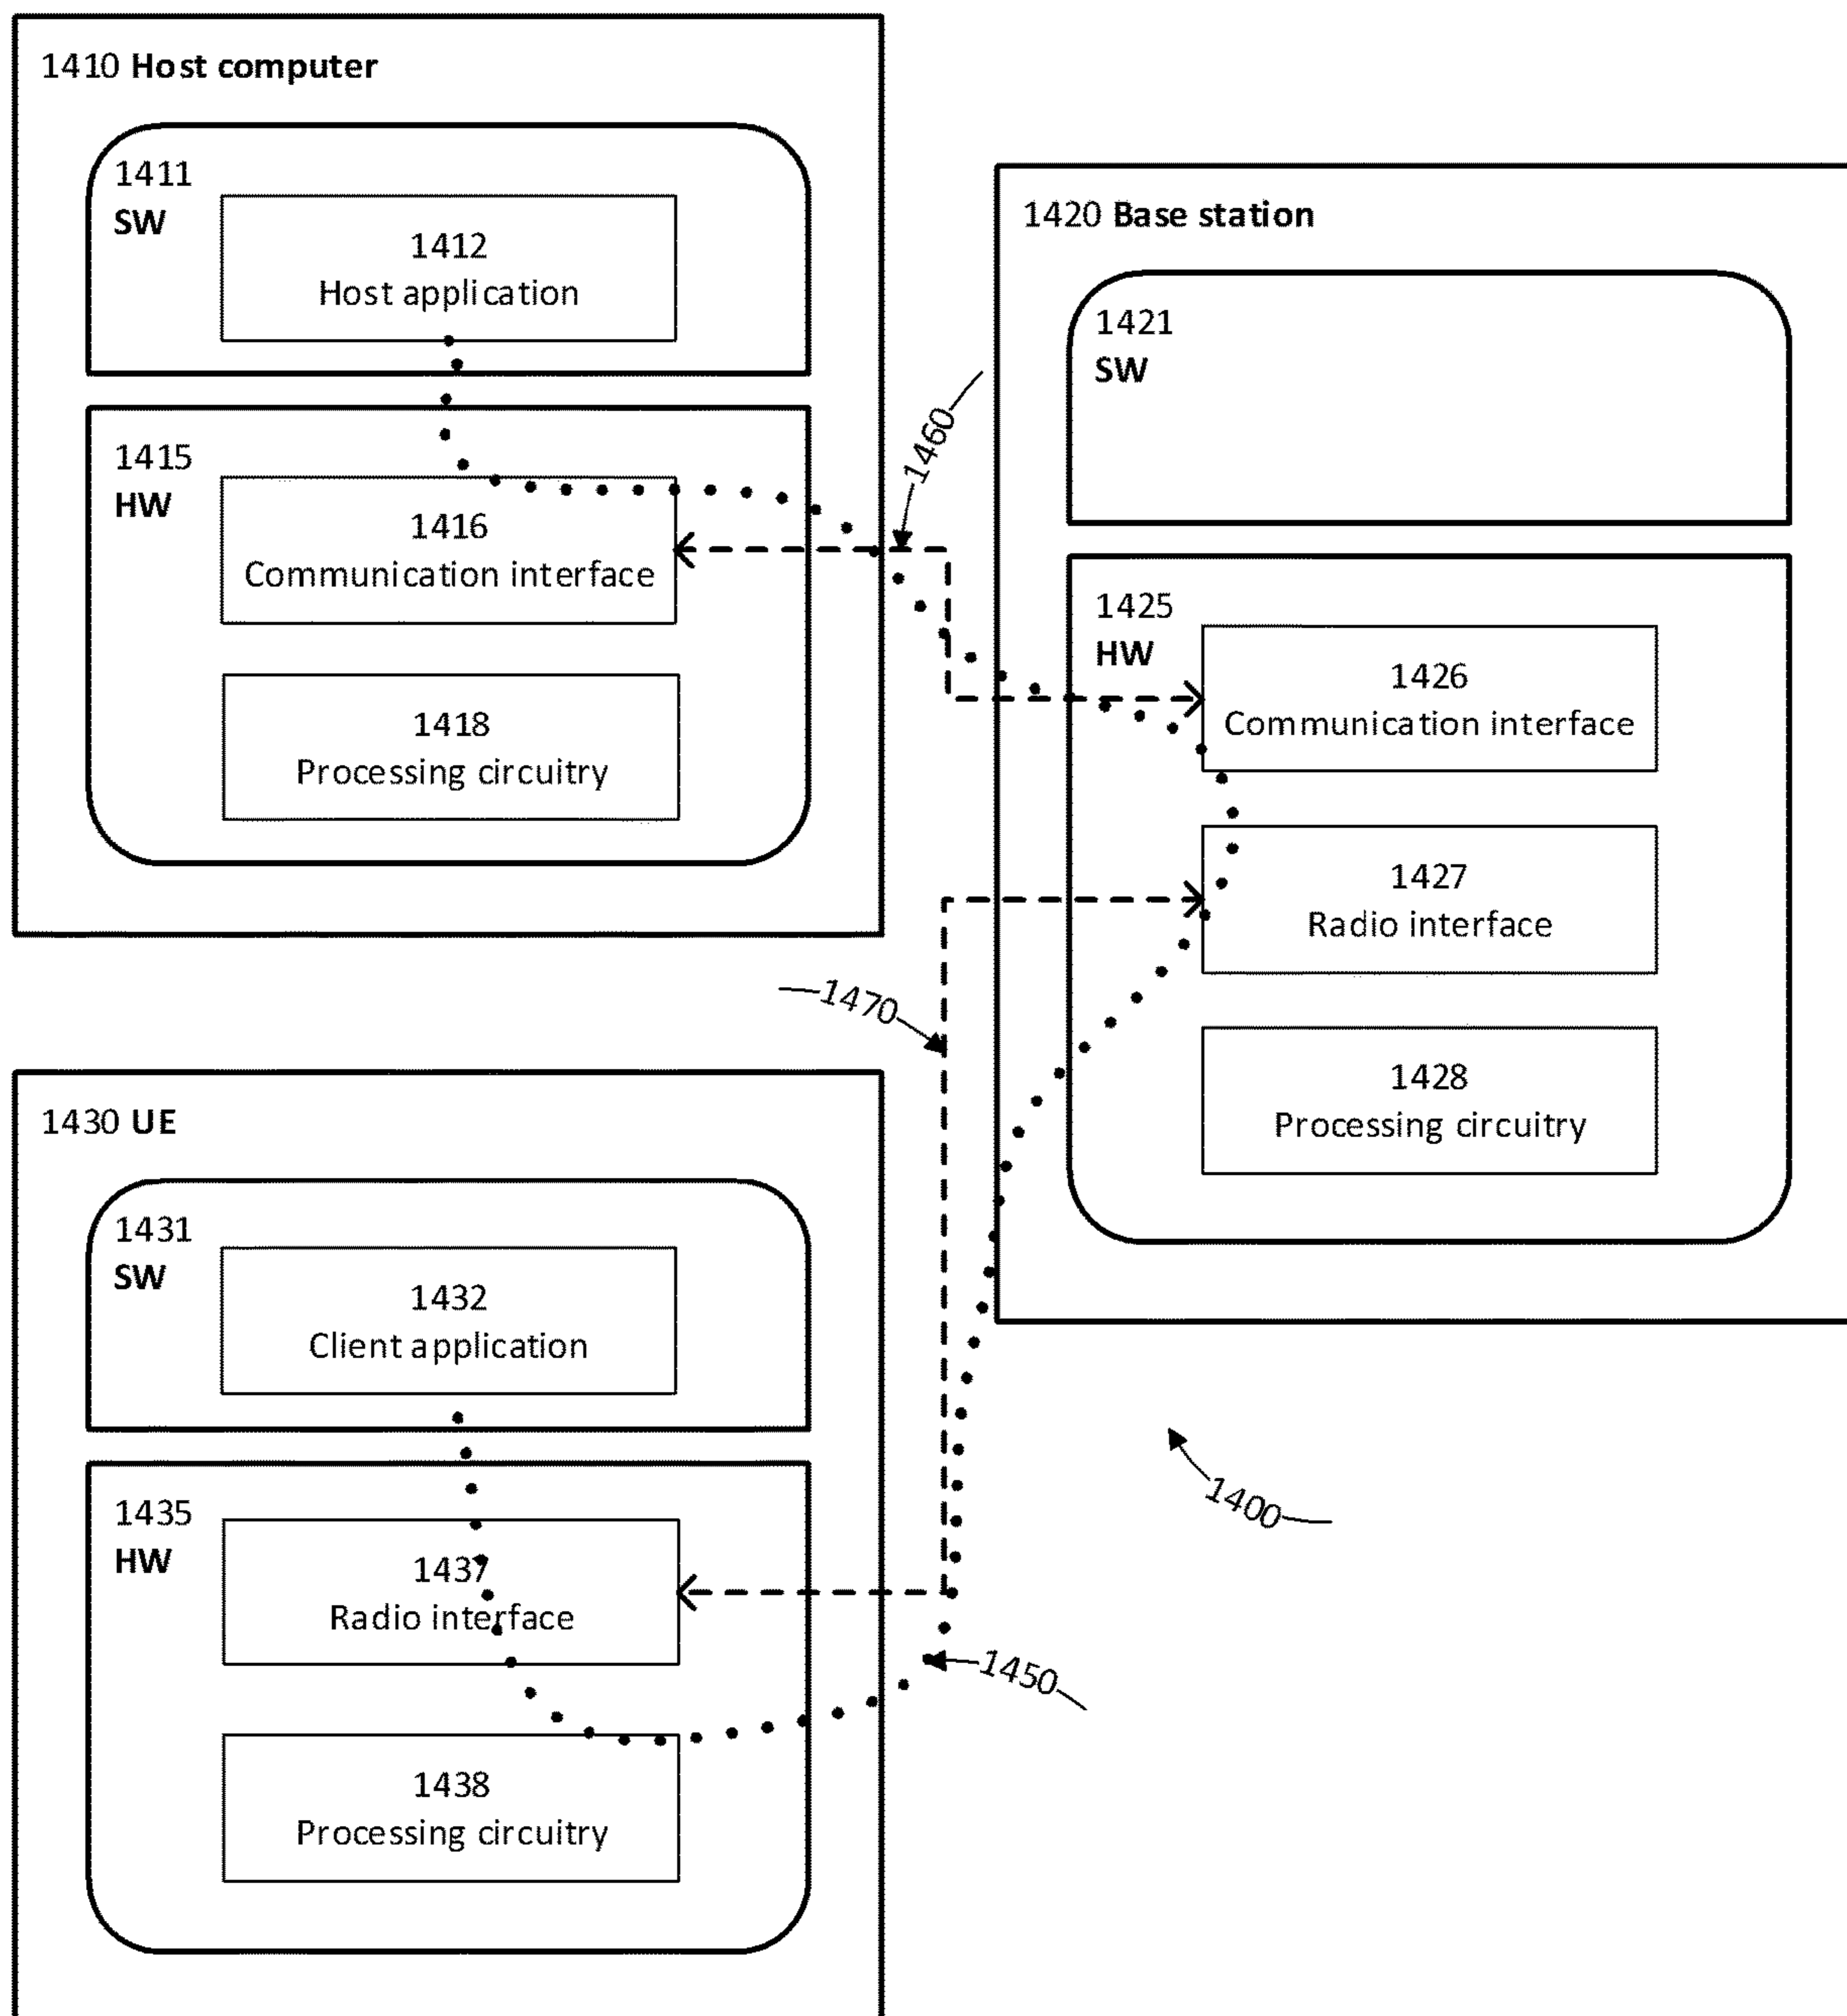 1410 Host computer
1411
SW
1412
Host application
1415
HW
1416
Communication interface
1418
Processing circuitry
1460
1420 Base station
1421
SW
1425
HW
1426
Communication interface
1427
Radio interface
1428
Processing circuitry
1470
1430 UE
1431
SW
1432
Client application
1435
HW
1437
Radio interface
1438
Processing circuitry
1450
1400